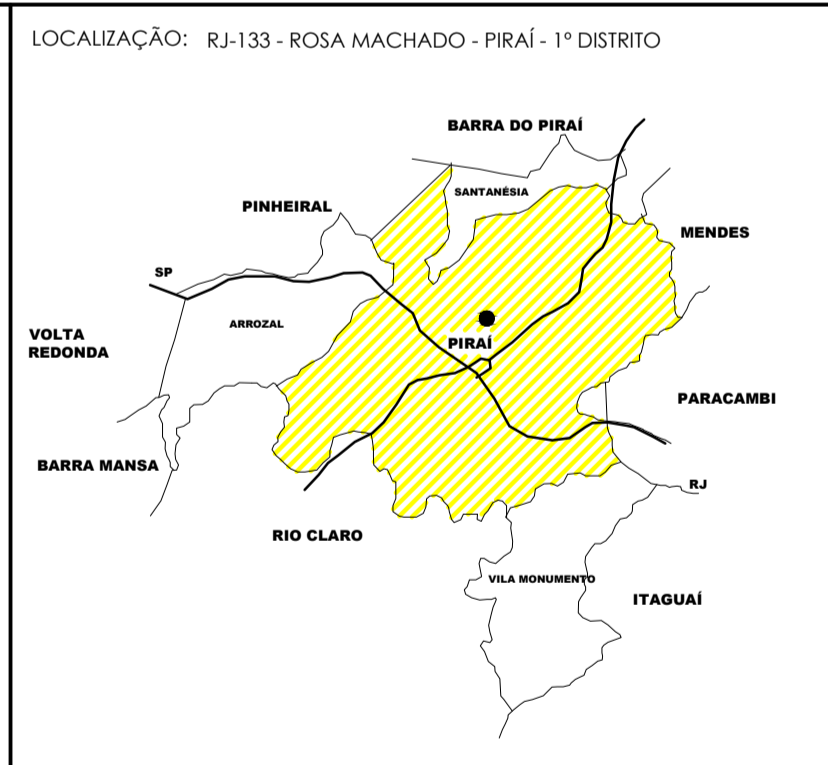 LOCALIZAÇÃO: RJ-133 - ROSA MACHADO - PIRAÍ - 1º DISTRITO
BARRA DO PIRAÍ
SANTANÉSIA
PINHEIRAL
MENDES
SP
ARROZAL
VOLTA
REDONDA
PIRAÍ
PARACAMBI
BARRA MANSA
RJ
RIO CLARO
VILA MONUMENTO
ITAGUAÍ